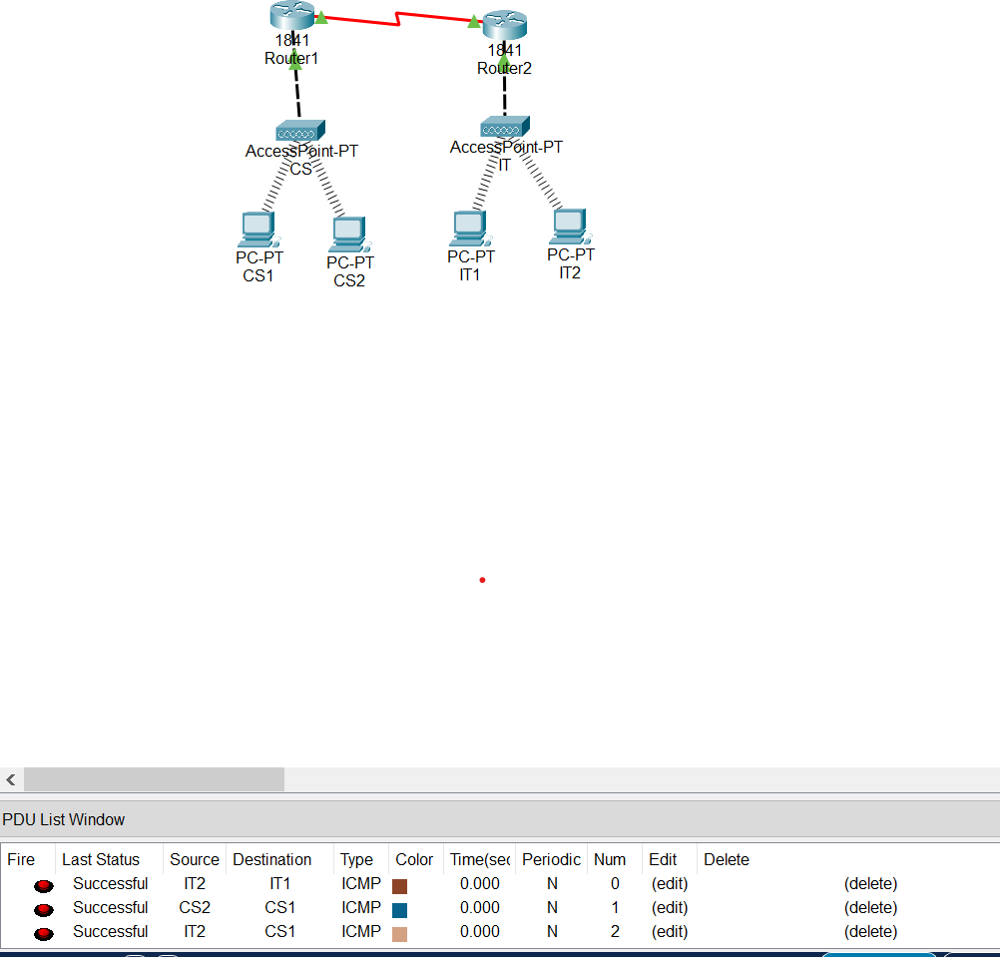 1841
Router1
1841
Router2
AccessPoint-PT
CS
AccessPoint-PT
IT
PC-PT
CS1
PC-PT
CS2
PC-PT
IT1
PC-PT
IT2
PDU List Window
Fire Last Status Source Destination Type Color Time(sec Periodic Num Edit Delete
Successful IT2 IT1 ICMP 0.000 N 0 (edit) (delete)
Successful CS2 CS1 ICMP 0.000 N 1 (edit) (delete)
Successful IT2 CS1 ICMP 0.000 N 2 (edit) (delete)